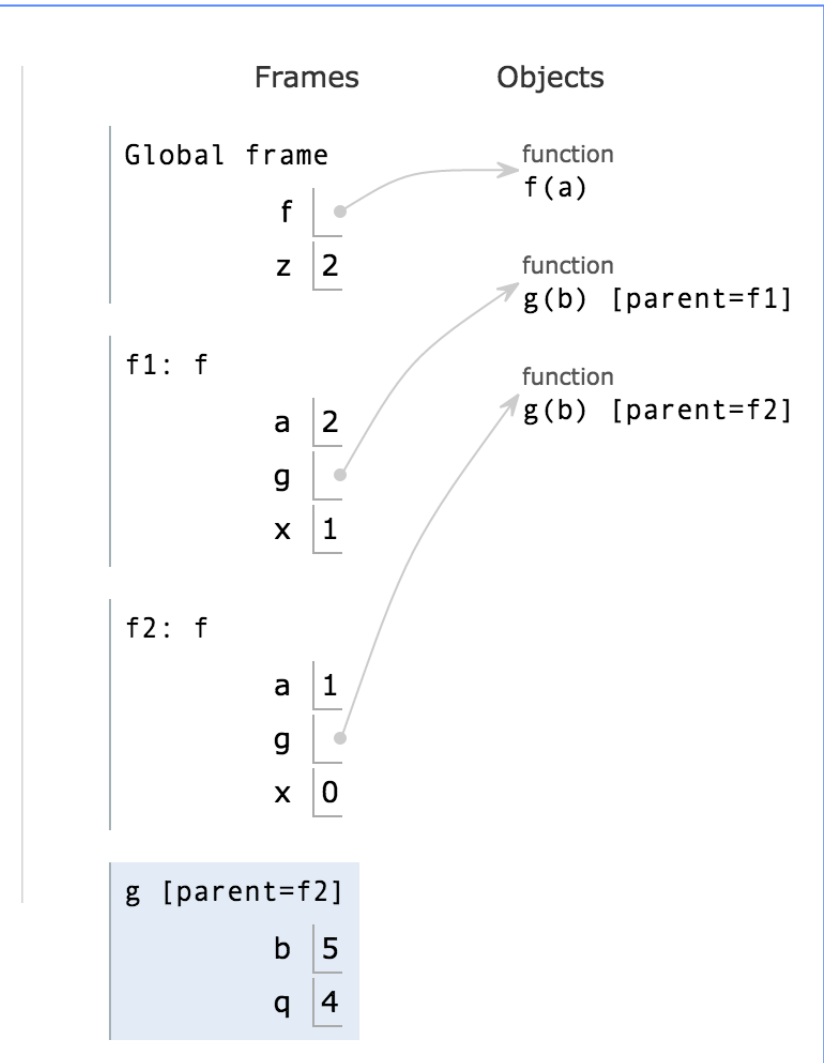 Frames Objects
Global frame
f
z 2
function
f(a)
function
g(b) [parent=f1]
function
g(b) [parent=f2]
f1: f
a 2
g
x 1
f2: f
a 1
g
x 0
g [parent=f2]
b 5
q 4